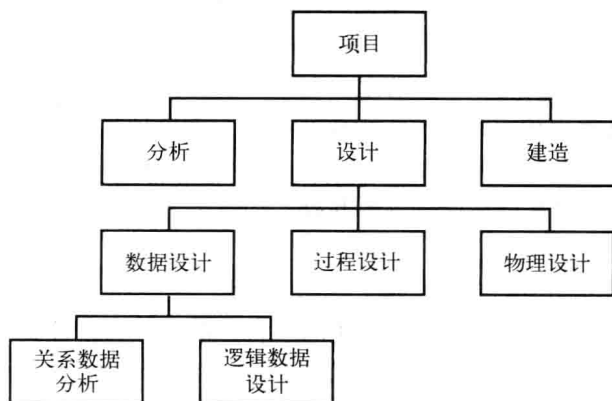 项目
分析
设计
建造
数据设计
过程设计
物理设计
关系数据
分析
逻辑数据
设计